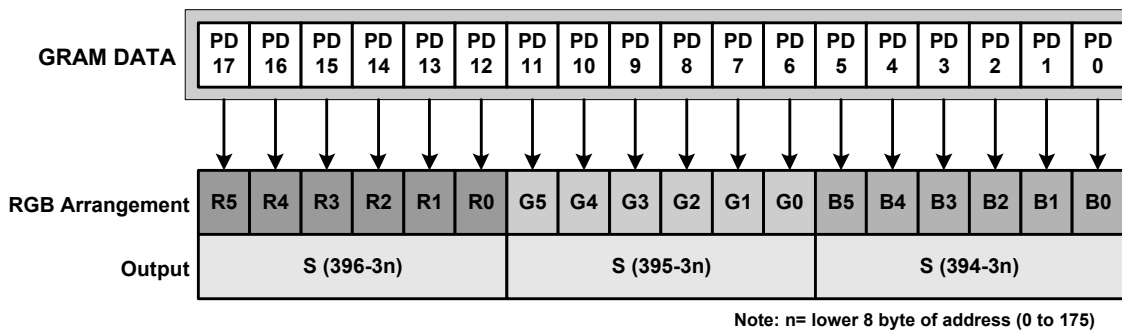 GRAM DATA PD 17 PD 16 PD 15 PD 14 PD 13 PD 12 PD 11 PD 10 PD 9 PD 8 PD 7 PD 6 PD 5 PD 4 PD 3 PD 2 PD 1 PD 0
RGB Arrangement R5 R4 R3 R2 R1 R0 G5 G4 G3 G2 G1 G0 B5 B4 B3 B2 B1 B0
Output S (396-3n) S (395-3n) S (394-3n)
Note: n= lower 8 byte of address (0 to 175)